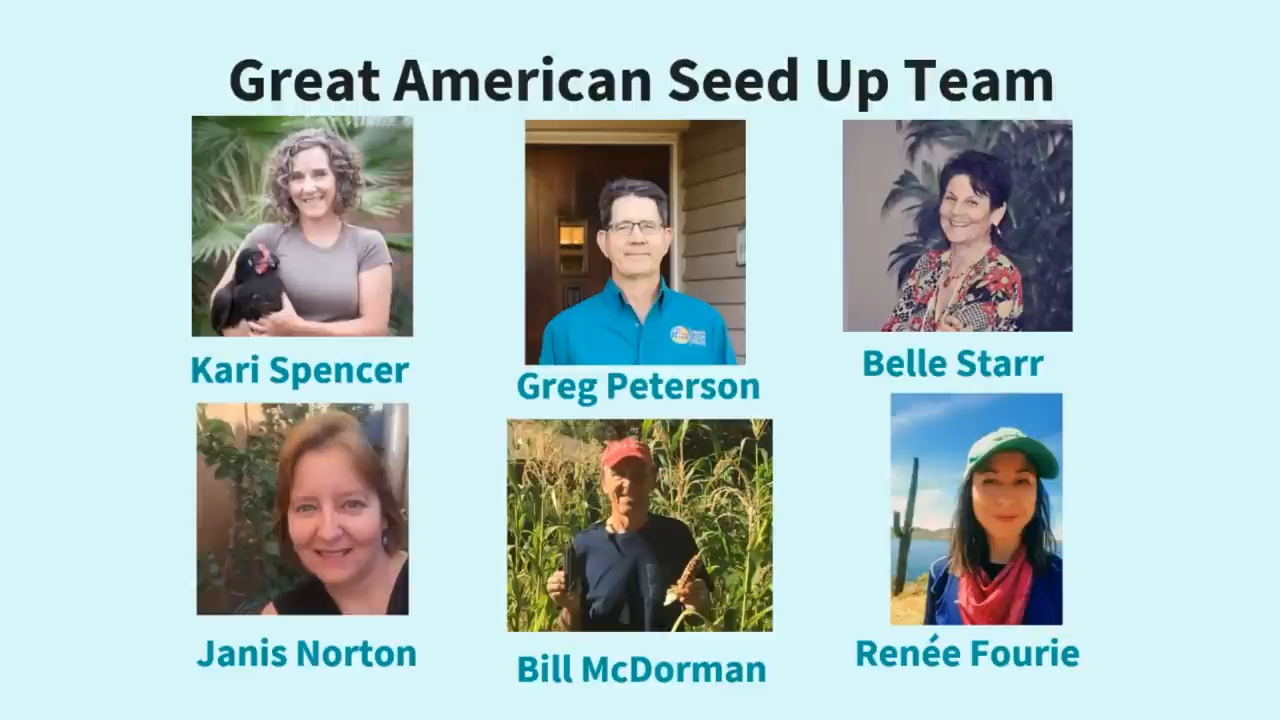 Great American Seed Up Team
Kari Spencer
Greg Peterson
Belle Starr
Janis Norton
Bill McDorman
Renée Fourie